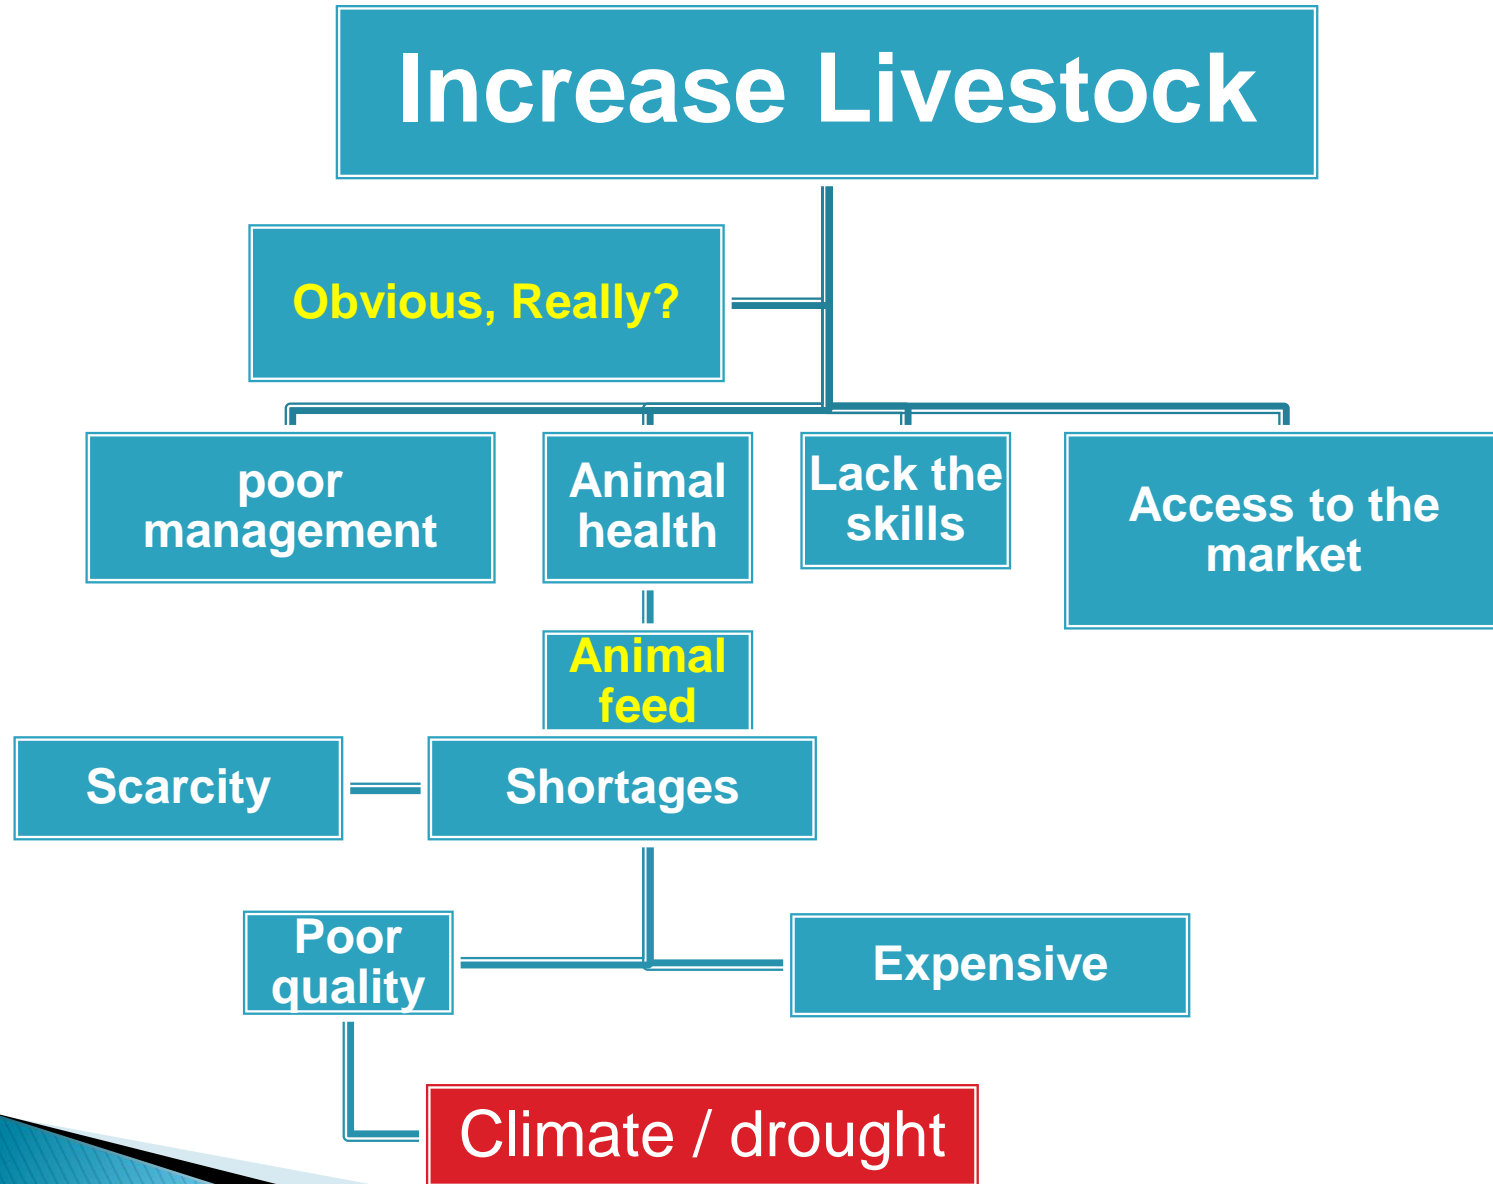 Increase Livestock
Obvious, Really?
poor
management
Animal
health
Lack the
skills
Access to the
market
Animal
feed
Scarcity
Shortages
Poor
quality
Expensive
Climate / drought